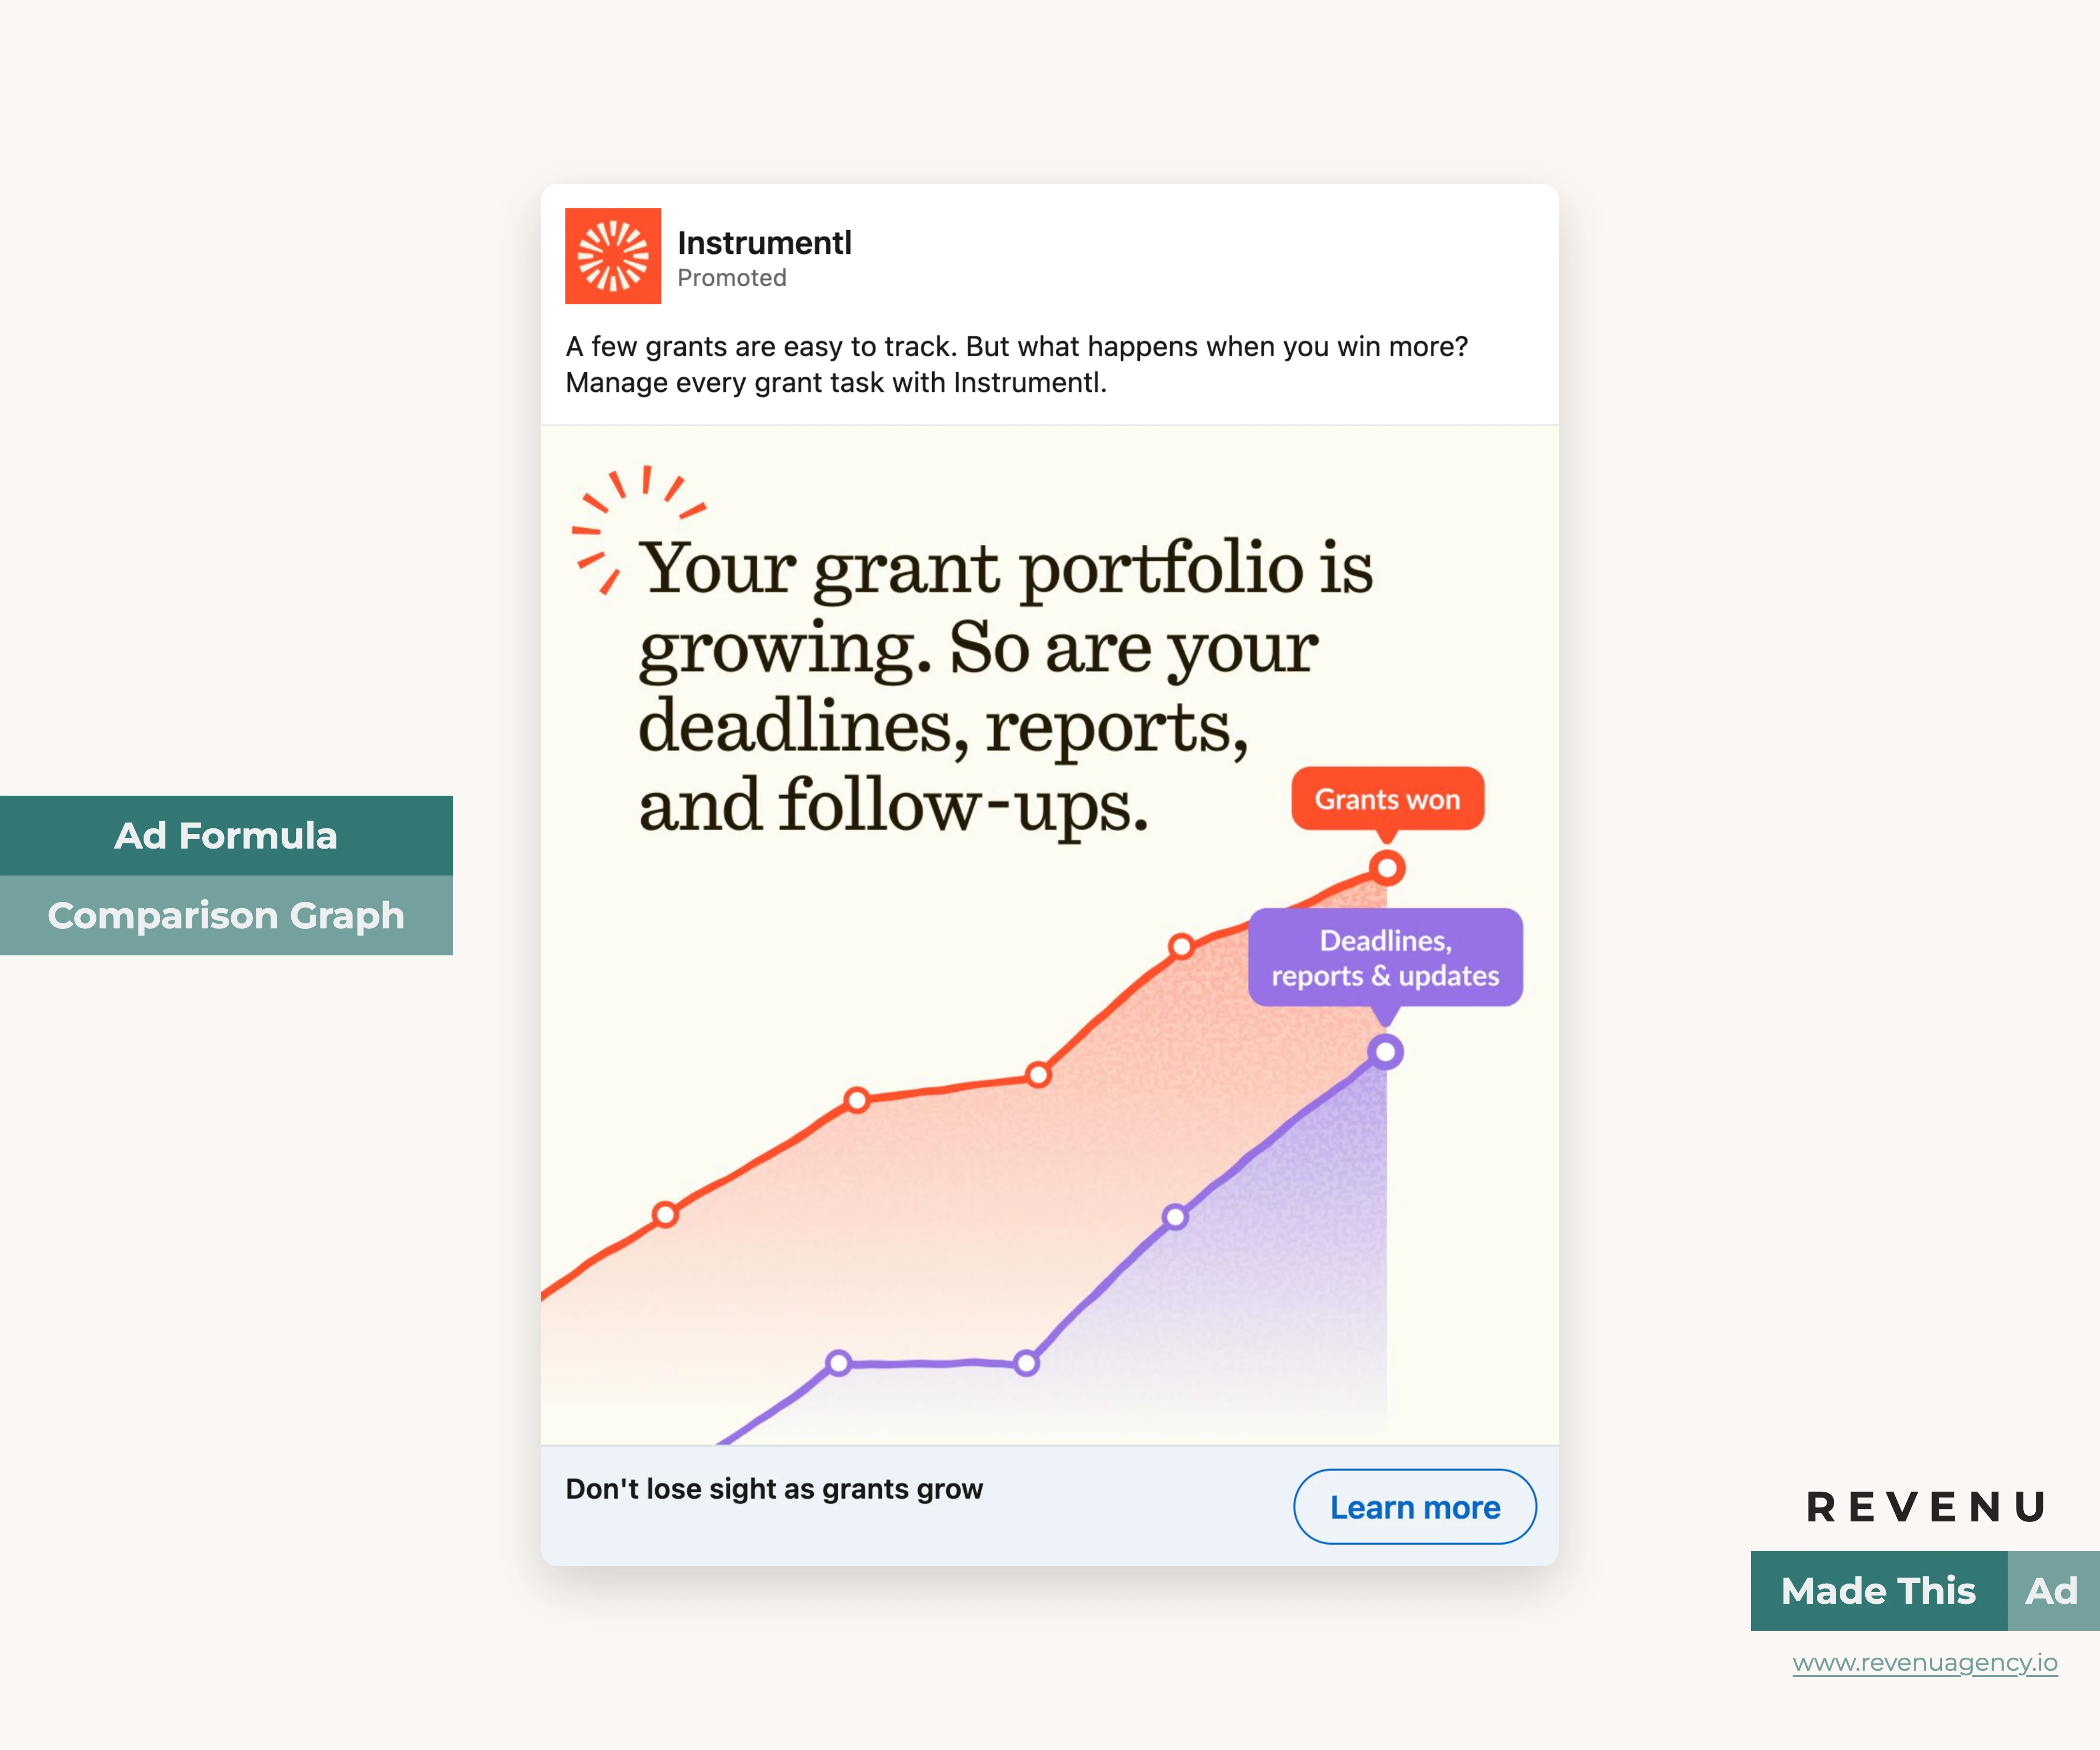 Instrumentl
Promoted
A few grants are easy to track. But what happens when you win more?
Manage every grant task with Instrumentl.
Your grant portfolio is
growing. So are your
deadlines, reports,
and follow-ups.
Grants won
Deadlines,
reports & updates
Don't lose sight as grants grow
Learn more
Ad Formula
Comparison Graph
REVENU
Made This Ad
www.revenuagency.io